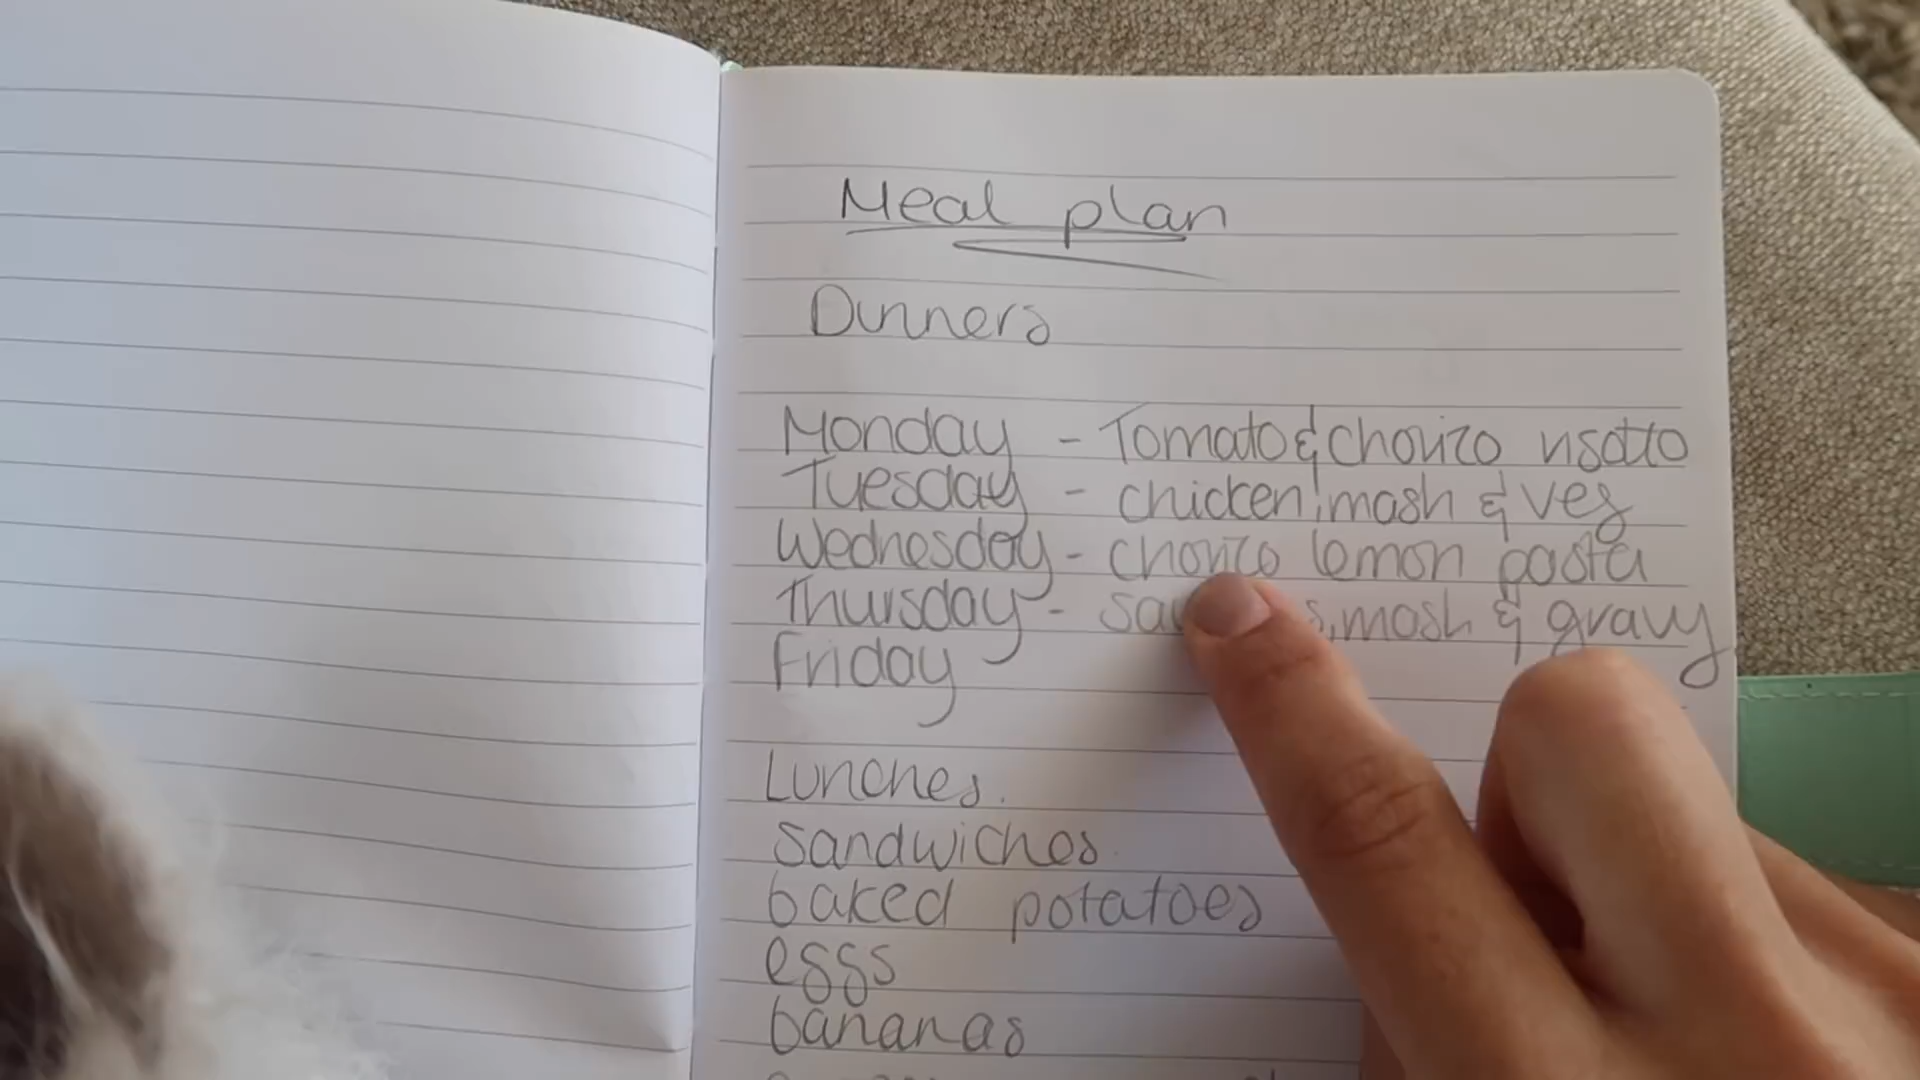 Meal plan
Dinners
Monday - Tomato & chorizo risotto
Tuesday - chicken, mash & veg
Wednesday - chorizo lemon pasta
Thursday - mash & gravy
Friday
Lunches.
sandwiches
baked potatoes
eggs
bananas